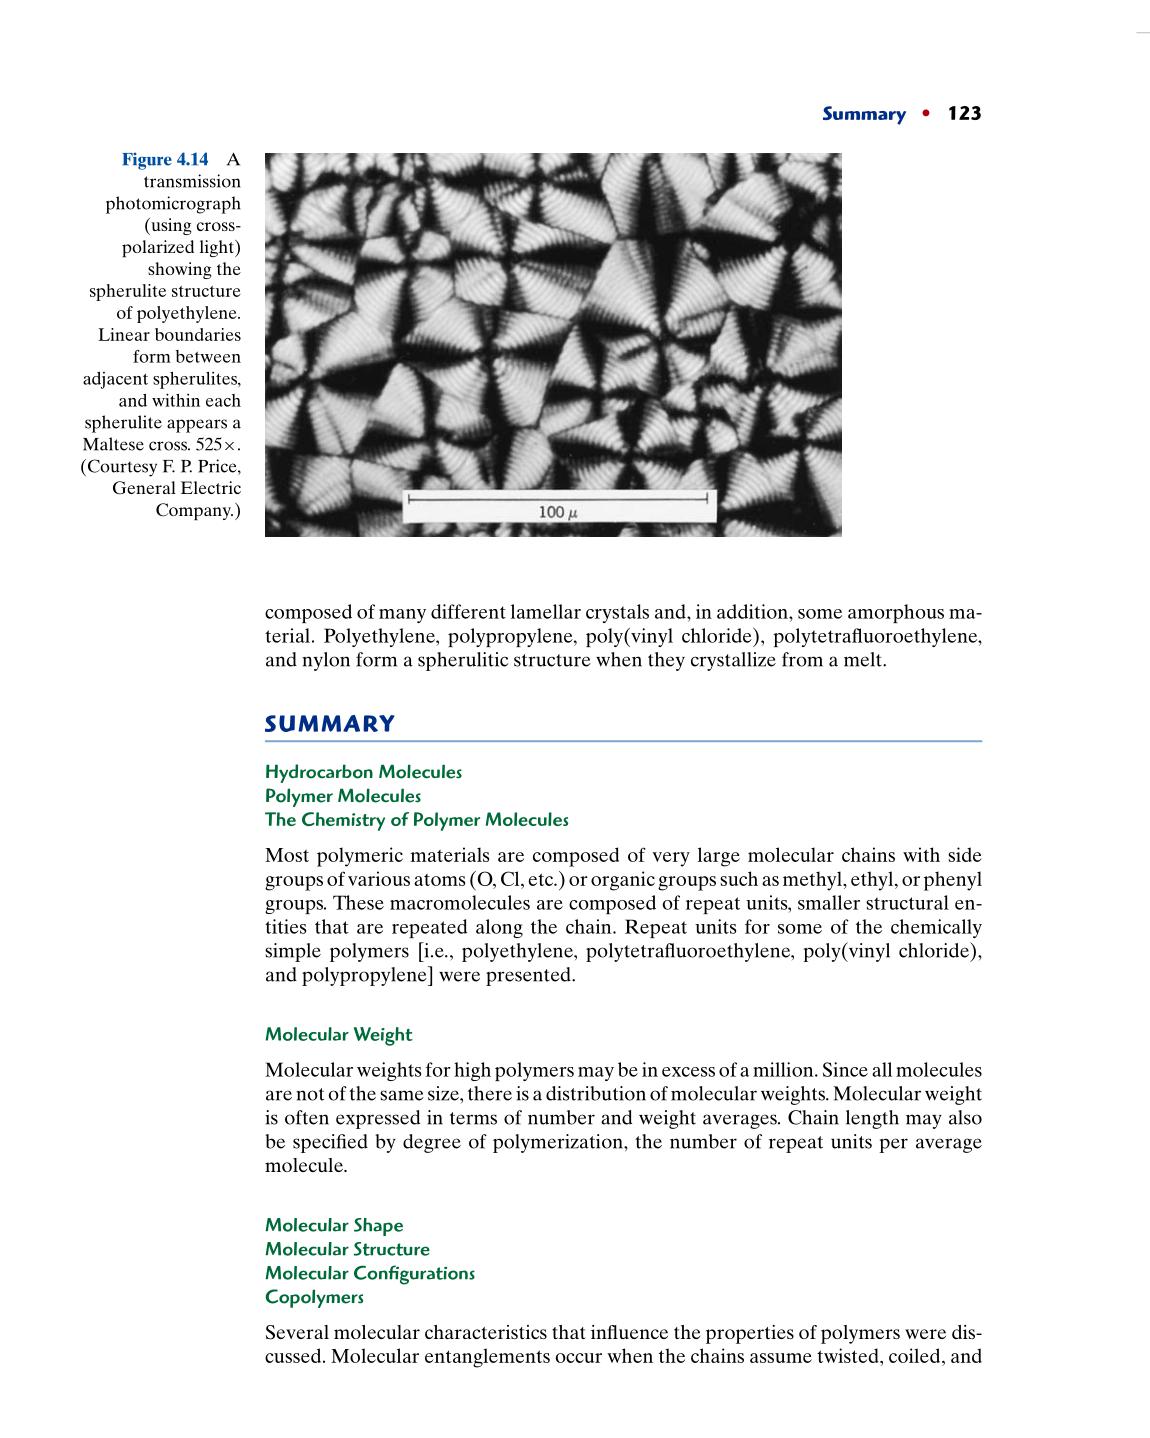 Summary • 123
Figure 4.14 A
transmission
photomicrograph
(using cross-
polarized light)
showing the
spherulite structure
of polyethylene.
Linear boundaries
form between
adjacent spherulites,
and within each
spherulite appears a
Maltese cross. 525×.
(Courtesy F. P. Price,
General Electric
Company.)
100 μ
composed of many different lamellar crystals and, in addition, some amorphous ma-
terial. Polyethylene, polypropylene, poly(vinyl chloride), polytetrafluoroethylene,
and nylon form a spherulitic structure when they crystallize from a melt.
SUMMARY
Hydrocarbon Molecules
Polymer Molecules
The Chemistry of Polymer Molecules
Most polymeric materials are composed of very large molecular chains with side
groups of various atoms (O, Cl, etc.) or organic groups such as methyl, ethyl, or phenyl
groups. These macromolecules are composed of repeat units, smaller structural en-
tities that are repeated along the chain. Repeat units for some of the chemically
simple polymers [i.e., polyethylene, polytetrafluoroethylene, poly(vinyl chloride),
and polypropylene] were presented.
Molecular Weight
Molecular weights for high polymers may be in excess of a million. Since all molecules
are not of the same size, there is a distribution of molecular weights. Molecular weight
is often expressed in terms of number and weight averages. Chain length may also
be specified by degree of polymerization, the number of repeat units per average
molecule.
Molecular Shape
Molecular Structure
Molecular Configurations
Copolymers
Several molecular characteristics that influence the properties of polymers were dis-
cussed. Molecular entanglements occur when the chains assume twisted, coiled, and